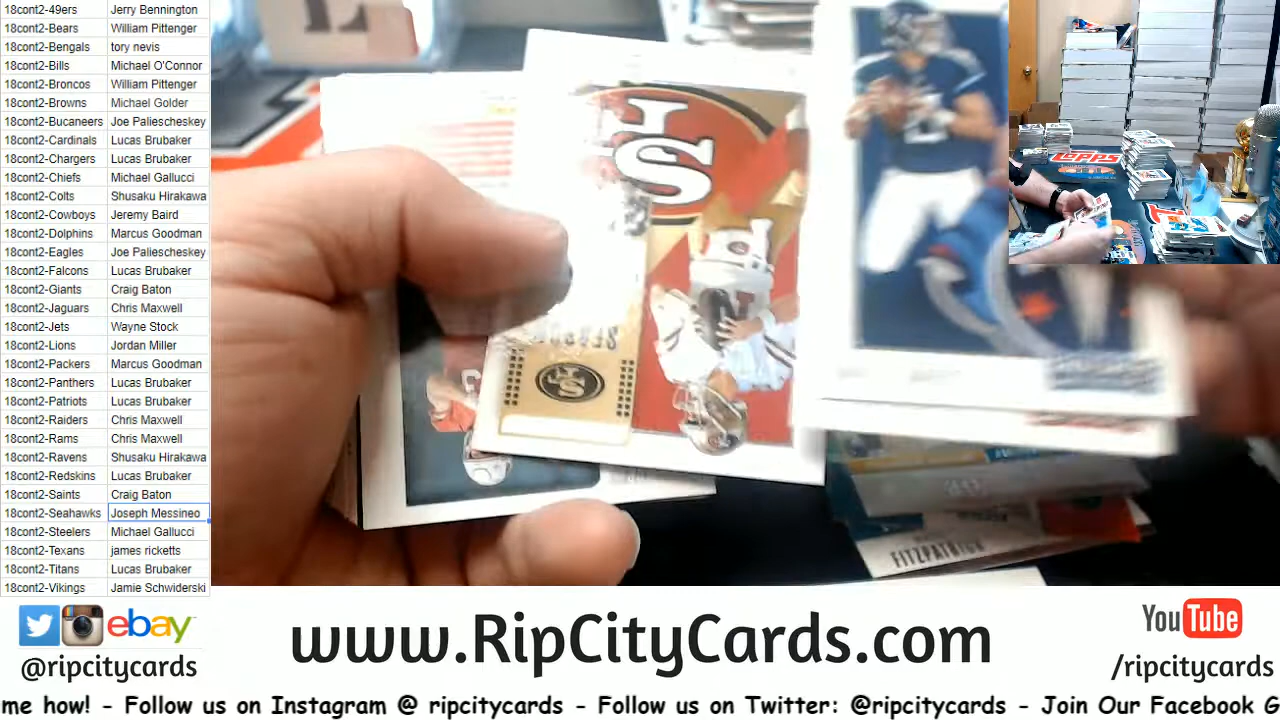 18cont2-49ers Jerry Bennington
18cont2-Bears William Pittenger
18cont2-Bengals tory nevis
18cont2-Bills Michael O'Connor
18cont2-Broncos William Pittenger
18cont2-Browns Michael Golder
18cont2-Bucaneers Joe Paliescheskey
18cont2-Cardinals Lucas Brubaker
18cont2-Chargers Lucas Brubaker
18cont2-Chiefs Michael Gallucci
18cont2-Colts Shusaku Hirakawa
18cont2-Cowboys Jeremy Baird
18cont2-Dolphins Marcus Goodman
18cont2-Eagles Joe Paliescheskey
18cont2-Falcons Lucas Brubaker
18cont2-Giants Craig Baton
18cont2-Jaguars Chris Maxwell
18cont2-Jets Wayne Stock
18cont2-Lions Jordan Miller
18cont2-Packers Marcus Goodman
18cont2-Panthers Lucas Brubaker
18cont2-Patriots Lucas Brubaker
18cont2-Raiders Chris Maxwell
18cont2-Rams Chris Maxwell
18cont2-Ravens Shusaku Hirakawa
18cont2-Redskins Lucas Brubaker
18cont2-Saints Craig Baton
18cont2-Seahawks Joseph Messineo
18cont2-Steelers Michael Gallucci
18cont2-Texans james ricketts
18cont2-Titans Lucas Brubaker
18cont2-Vikings Jamie Schwiderski
SF
SF
FITZPATRICK
TOPPS
ebay
@ripcitycards
www.RipCityCards.com
YouTube
/ripcitycards
me how! - Follow us on Instagram @ ripcitycards - Follow us on Twitter: @ripcitycards - Join Our Facebook G